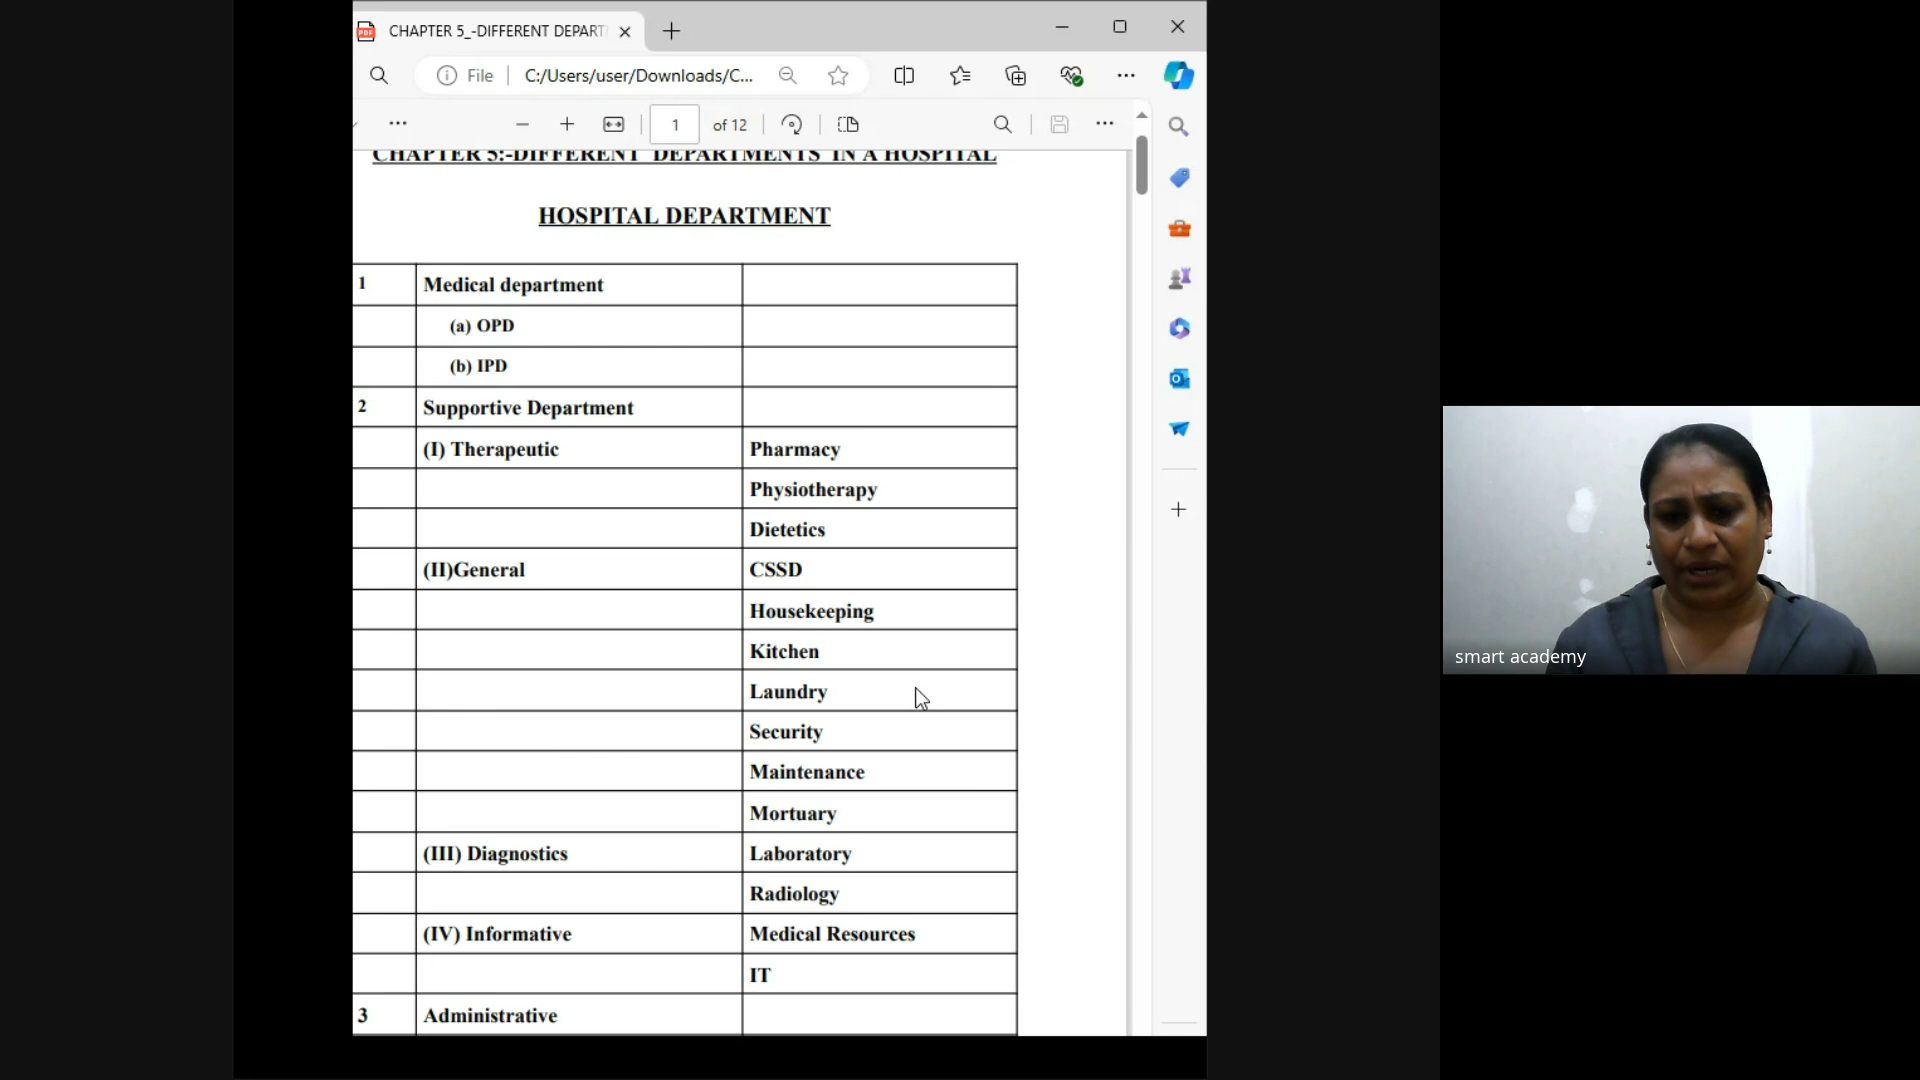 CHAPTER 5_-DIFFERENT DEPART
File
C:/Users/user/Downloads/C...
1 of 12
CHAPTER 5:-DIFFERENT DEPARTMENTS IN A HOSPITAL
HOSPITAL DEPARTMENT
1 Medical department
(a) OPD
(b) IPD
2 Supportive Department
(I) Therapeutic Pharmacy
Physiotherapy
Dietetics
(II)General CSSD
Housekeeping
Kitchen
Laundry
Security
Maintenance
Mortuary
(III) Diagnostics Laboratory
Radiology
(IV) Informative Medical Resources
IT
3 Administrative
smart academy